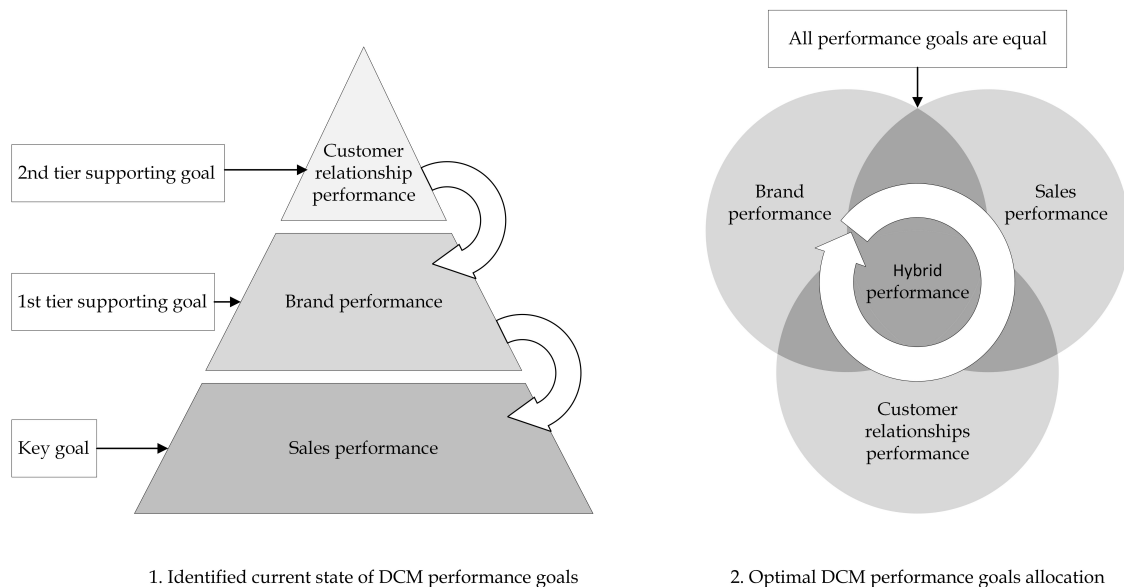 2nd tier supporting goal
Customer
relationship
performance
1st tier supporting goal
Brand performance
Key goal
Sales performance
1. Identified current state of DCM performance goals
All performance goals are equal
Brand
performance
Sales
performance
Hybrid
performance
Customer
relationships
performance
2. Optimal DCM performance goals allocation